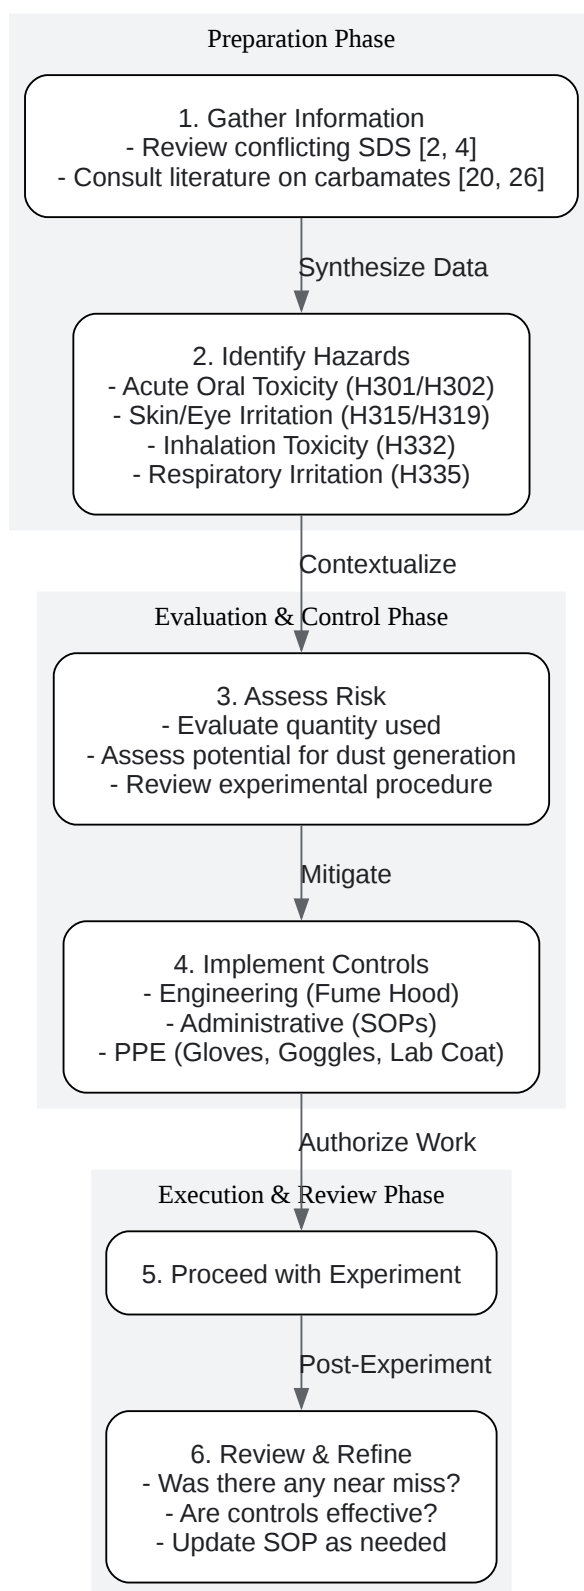 Preparation Phase
1. Gather Information
- Review conflicting SDS [2, 4]
- Consult literature on carbamates [20, 26]
Synthesize Data
2. Identify Hazards
- Acute Oral Toxicity (H301/H302)
- Skin/Eye Irritation (H315/H319)
- Inhalation Toxicity (H332)
- Respiratory Irritation (H335)
Contextualize
Evaluation & Control Phase
3. Assess Risk
- Evaluate quantity used
- Assess potential for dust generation
- Review experimental procedure
Mitigate
4. Implement Controls
- Engineering (Fume Hood)
- Administrative (SOPs)
- PPE (Gloves, Goggles, Lab Coat)
Authorize Work
Execution & Review Phase
5. Proceed with Experiment
Post-Experiment
6. Review & Refine
- Was there any near miss?
- Are controls effective?
- Update SOP as needed